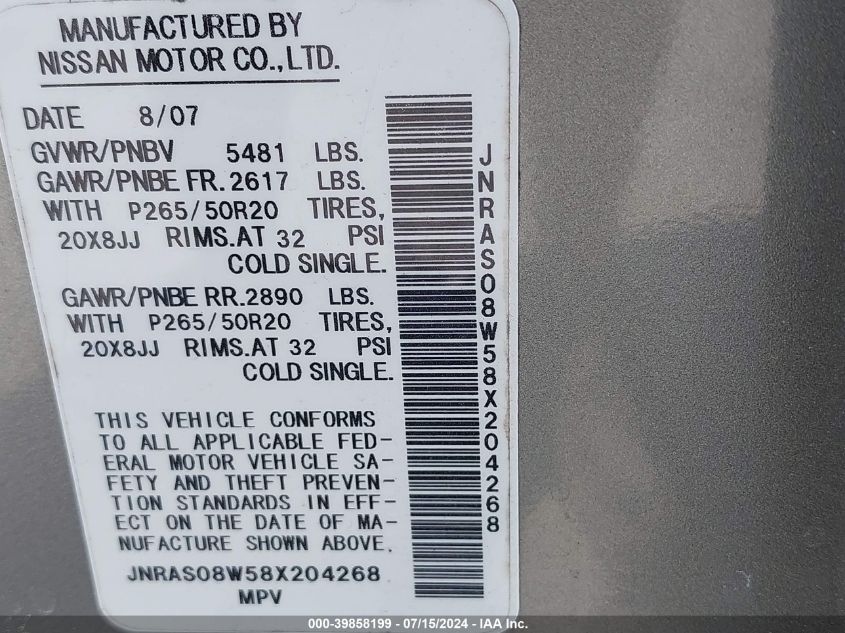 MANUFACTURED BY
NISSAN MOTOR CO.,LTD.
DATE 8/07
GVWR/PNBV 5481 LBS.
GAWR/PNBE FR.2617 LBS.
WITH P265/50R20 TIRES,
20X8JJ RIMS.AT 32 PSI
COLD SINGLE.
GAWR/PNBE RR.2890 LBS.
WITH P265/50R20 TIRES,
20X8JJ RIMS.AT 32 PSI
COLD SINGLE.
THIS VEHICLE CONFORMS
TO ALL APPLICABLE FED-
ERAL MOTOR VEHICLE SA-
FETY AND THEFT PREVEN-
TION STANDARDS IN EFF-
ECT ON THE DATE OF MA-
NUFACTURE SHOWN ABOVE.
JNRAS08W58X204268
MPV
JNRAS08W58X204268
000-39858199 - 07/15/2024 - IAA Inc.